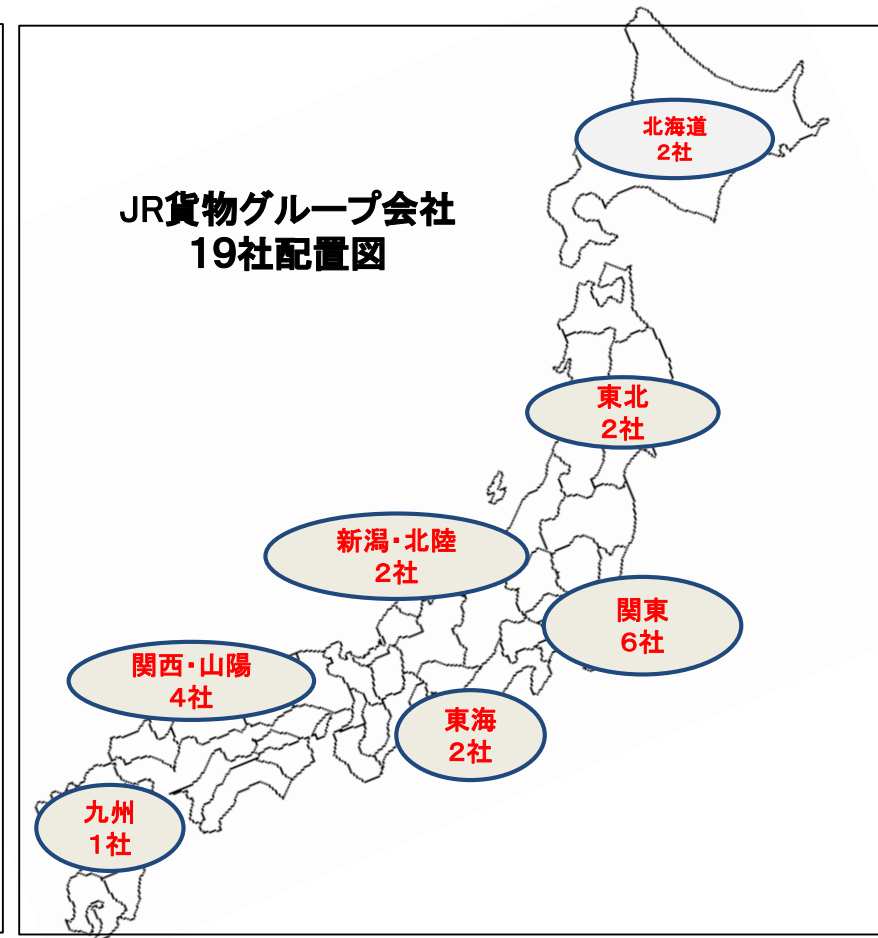 JR貨物グループ会社
19社配置図
北海道
2社
東北
2社
新潟・北陸
2社
関東
6社
関西・山陽
4社
東海
2社
九州
1社